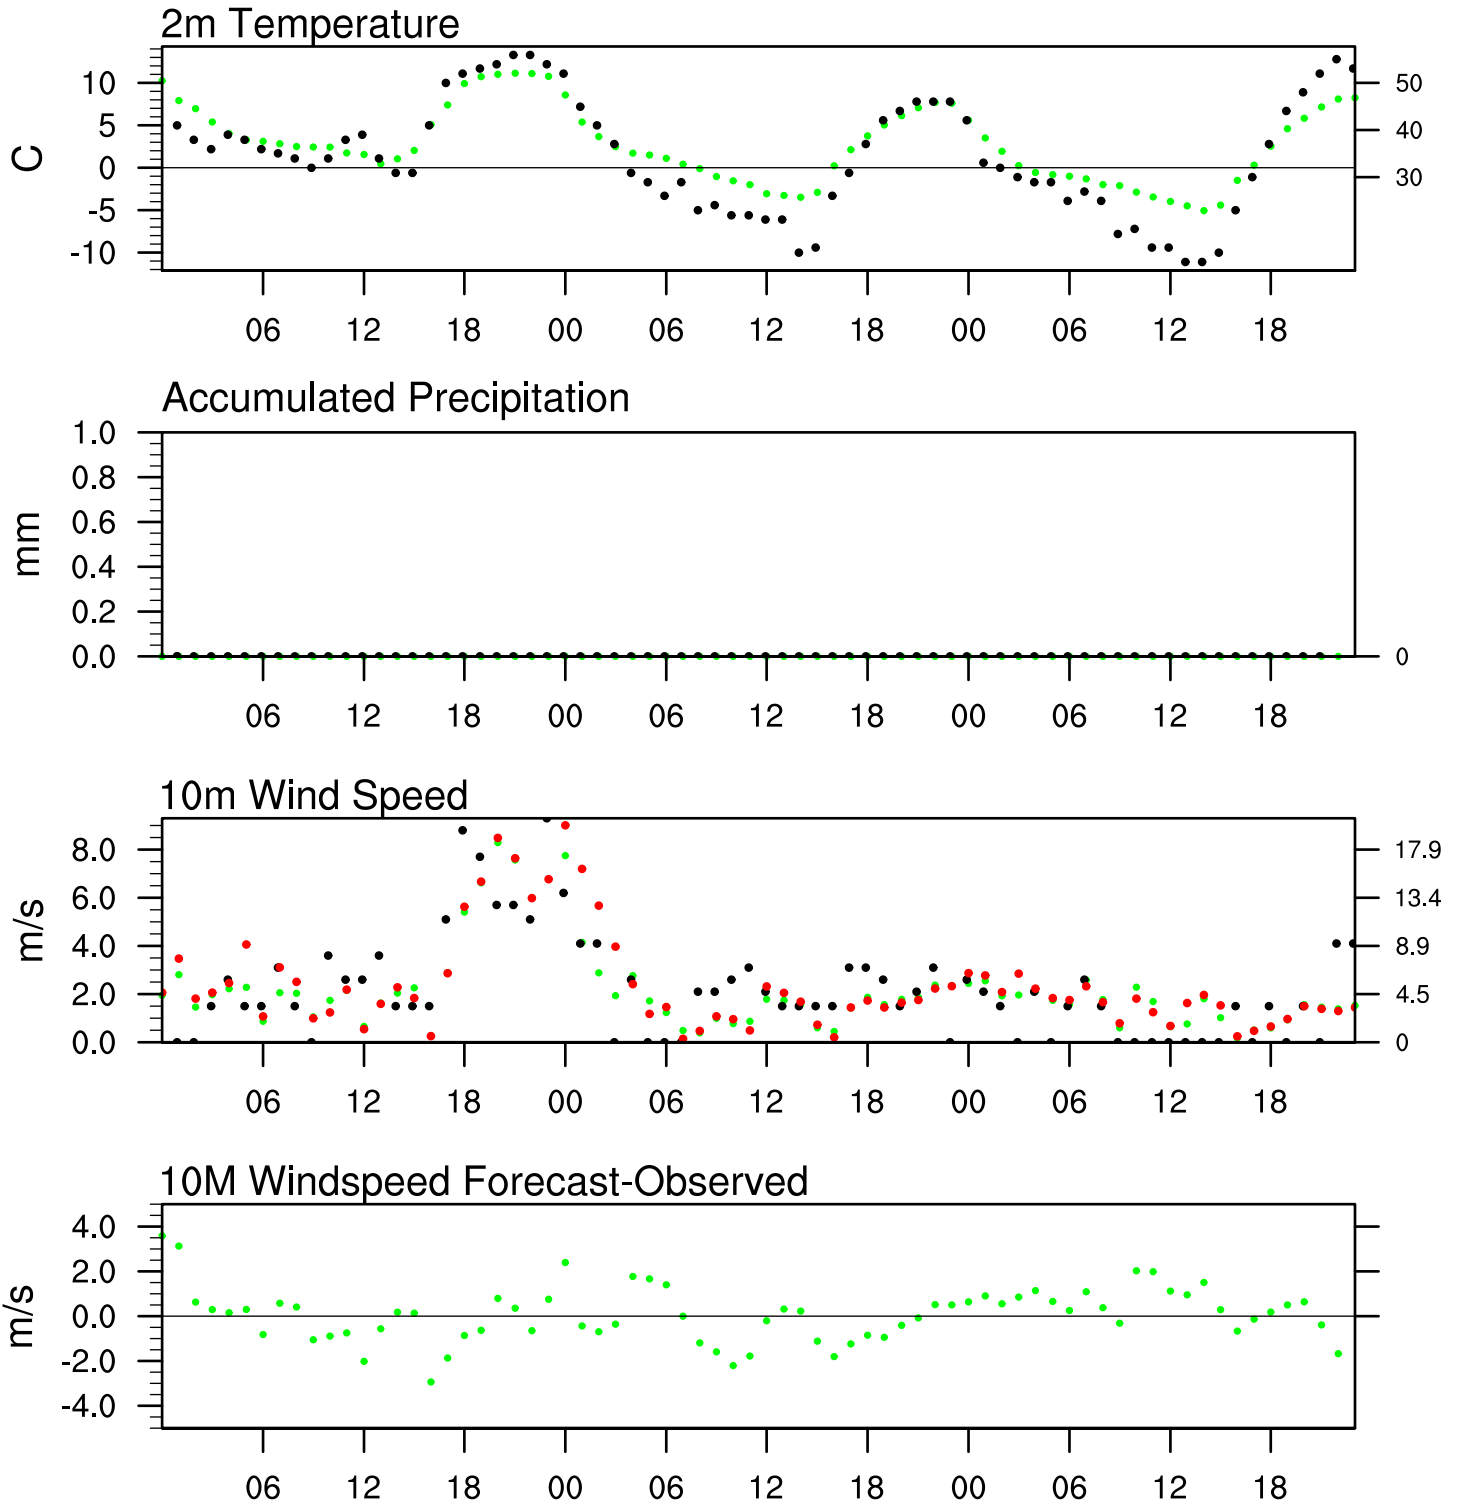 2m Temperature
10 50
5 40
C
0
30
-5
-10
06 12 18 00 06 12 18 00 06 12 18
Accumulated Precipitation
1.0
0.8
0.6
mm
0.4
0.2
0.0 0
06 12 18 00 06 12 18 00 06 12 18
10m Wind Speed
8.0 17.9
6.0 13.4
m/s
4.0 8.9
2.0 4.5
0.0 0
06 12 18 00 06 12 18 00 06 12 18
10M Windspeed Forecast-Observed
4.0
2.0
m/s
0.0
-2.0
-4.0
06 12 18 00 06 12 18 00 06 12 18